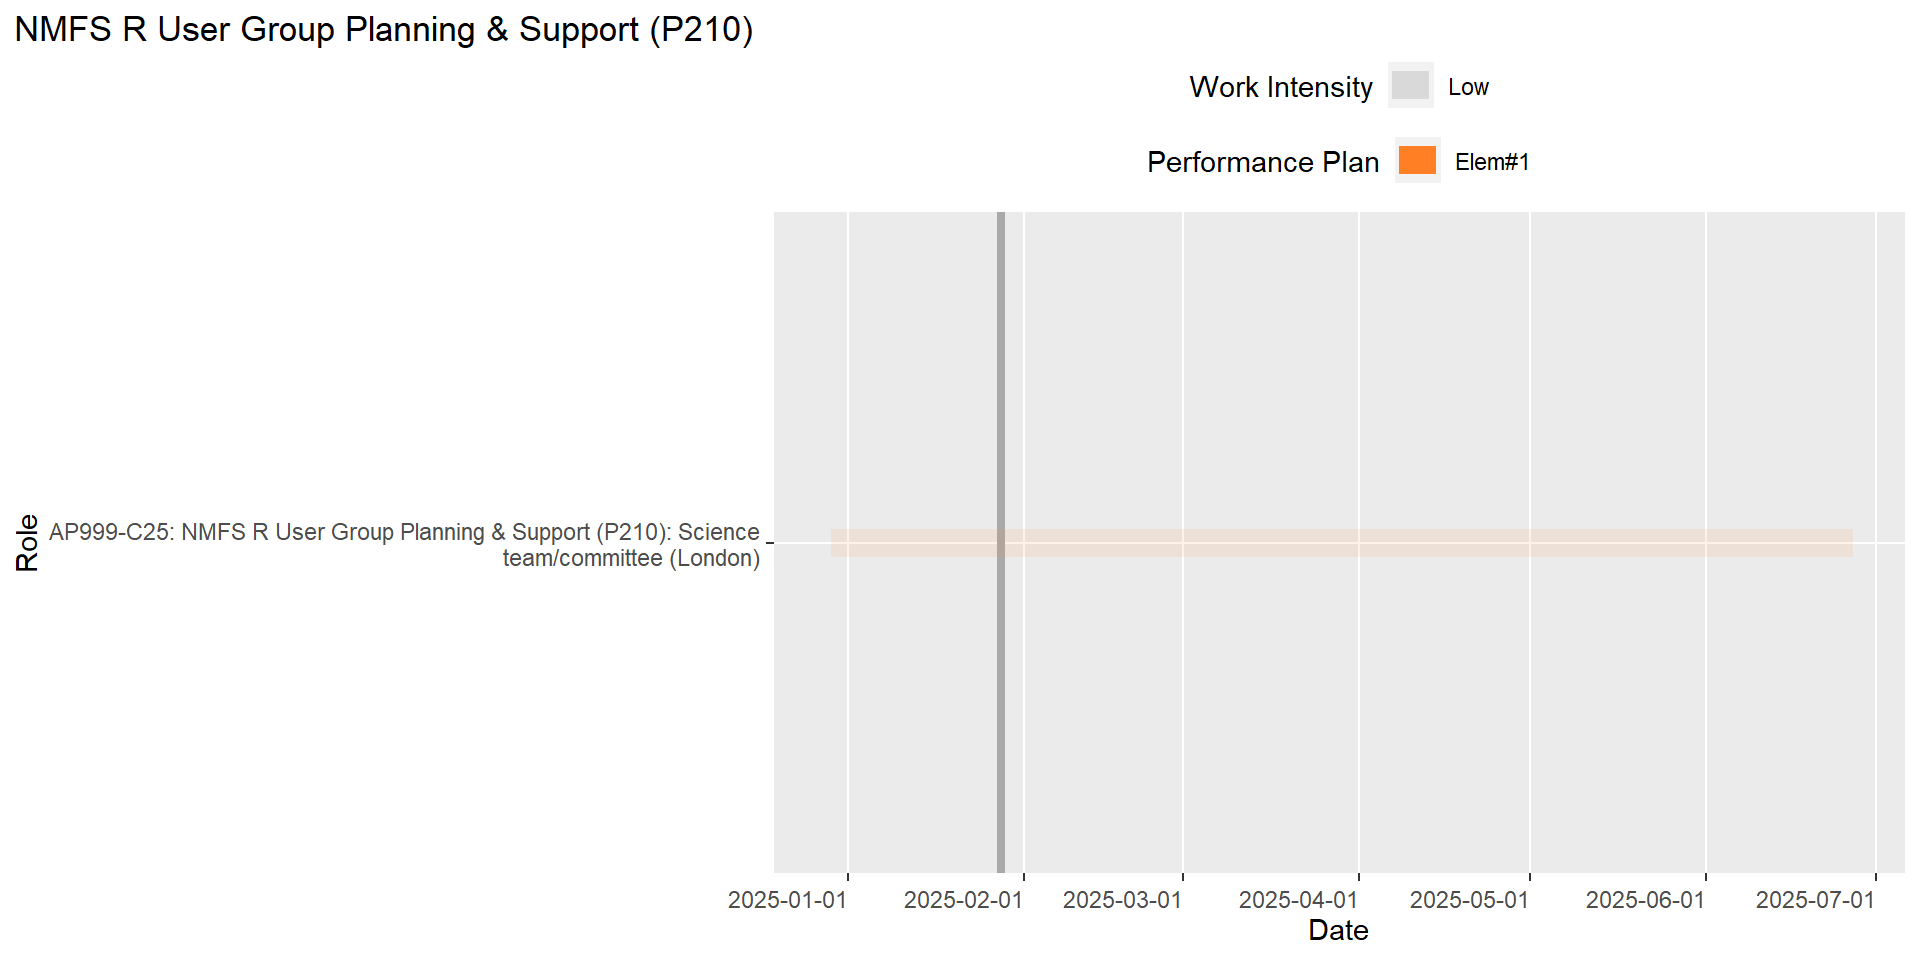 NMFS R User Group Planning & Support (P210)
Work Intensity Low
Performance Plan Elem#1
Role
AP999-C25: NMFS R User Group Planning & Support (P210): Science
team/committee (London)
2025-01-01 2025-02-01 2025-03-01 2025-04-01 2025-05-01 2025-06-01 2025-07-01
Date